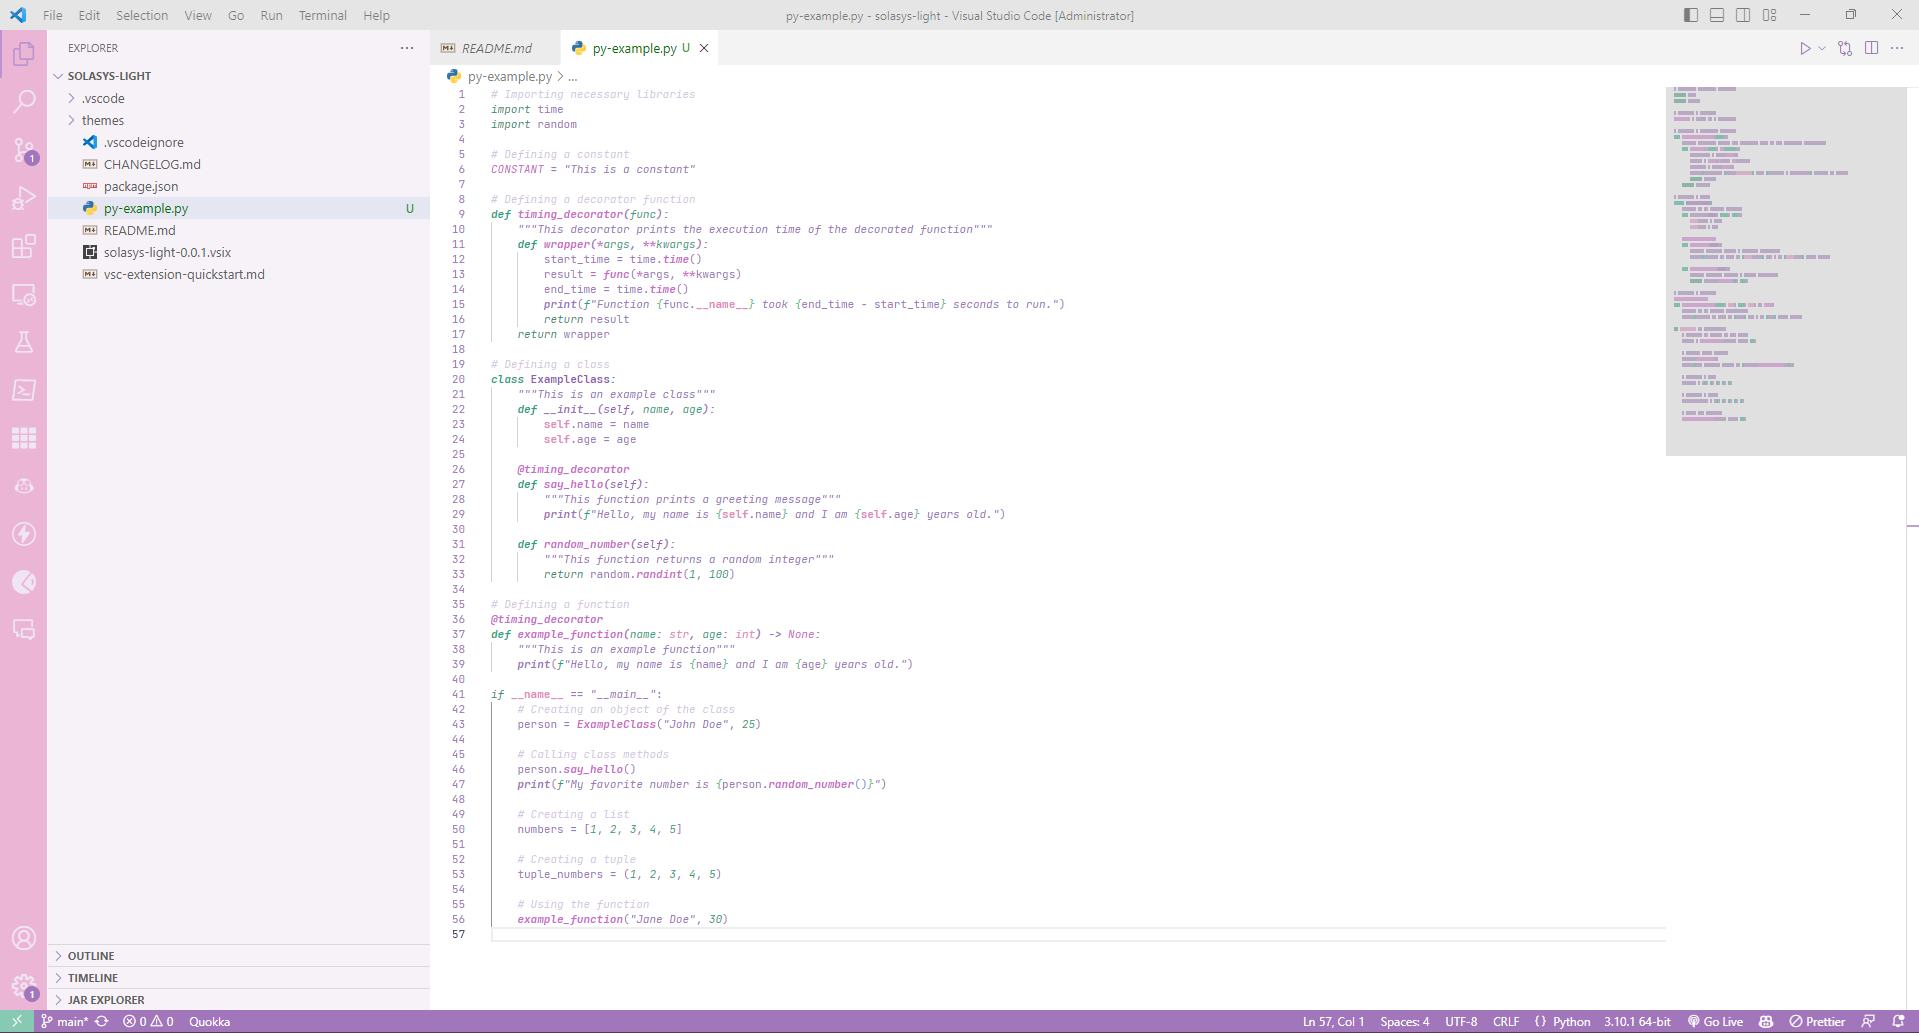 File Edit Selection View Go Run Terminal Help
py-example.py - solasys-light - Visual Studio Code [Administrator]
EXPLORER
SOLASYS-LIGHT
.vscode
themes
.vscodeignore
CHANGELOG.md
package.json
py-example.py U
README.md
solasys-light-0.0.1.vsix
vsc-extension-quickstart.md
OUTLINE
TIMELINE
JAR EXPLORER
1
1
README.md
py-example.py U
py-example.py > ...
1 # Importing necessary libraries
2 import time
3 import random
4
5 # Defining a constant
6 CONSTANT = "This is a constant"
7
8 # Defining a decorator function
9 def timing_decorator(func):
10 """This decorator prints the execution time of the decorated function"""
11 def wrapper(*args, **kwargs):
12 start_time = time.time()
13 result = func(*args, **kwargs)
14 end_time = time.time()
15 print(f"Function {func.__name__} took {end_time - start_time} seconds to run.")
16 return result
17 return wrapper
18
19 # Defining a class
20 class ExampleClass:
21 """This is an example class"""
22 def __init__(self, name, age):
23 self.name = name
24 self.age = age
25
26 @timing_decorator
27 def say_hello(self):
28 """This function prints a greeting message"""
29 print(f"Hello, my name is {self.name} and I am {self.age} years old.")
30
31 def random_number(self):
32 """This function returns a random integer"""
33 return random.randint(1, 100)
34
35 # Defining a function
36 @timing_decorator
37 def example_function(name: str, age: int) -> None:
38 """This is an example function"""
39 print(f"Hello, my name is {name} and I am {age} years old.")
40
41 if __name__ == "__main__":
42 # Creating an object of the class
43 person = ExampleClass("John Doe", 25)
44
45 # Calling class methods
46 person.say_hello()
47 print(f"My favorite number is {person.random_number()}")
48
49 # Creating a list
50 numbers = [1, 2, 3, 4, 5]
51
52 # Creating a tuple
53 tuple_numbers = (1, 2, 3, 4, 5)
54
55 # Using the function
56 example_function("Jane Doe", 30)
57
main* 0 0 Quokka Ln 57, Col 1 Spaces: 4 UTF-8 CRLF {} Python 3.10.1 64-bit Go Live Prettier